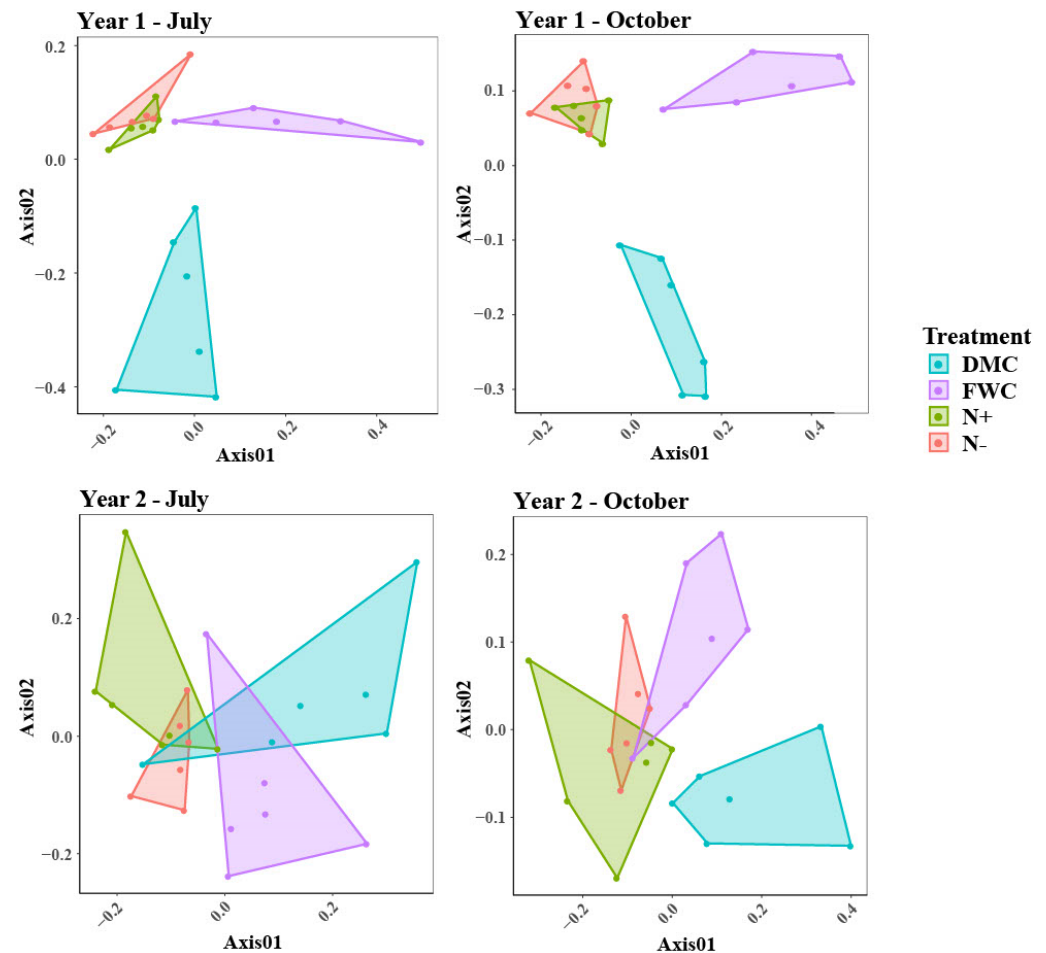 Year 1 - July
0.2
0.0
−0.2
−0.4
Axis02
−0.2
0.0
0.2
0.4
Axis01
Year 1 - October
0.1
0.0
−0.1
−0.2
−0.3
Axis02
−0.2
0.0
0.2
0.4
Axis01
Treatment
DMC
FWC
N+
N-
Year 2 - July
0.2
0.0
−0.2
Axis02
−0.2
0.0
0.2
Axis01
Year 2 - October
0.2
0.1
0.0
−0.1
Axis02
−0.2
0.0
0.2
0.4
Axis01